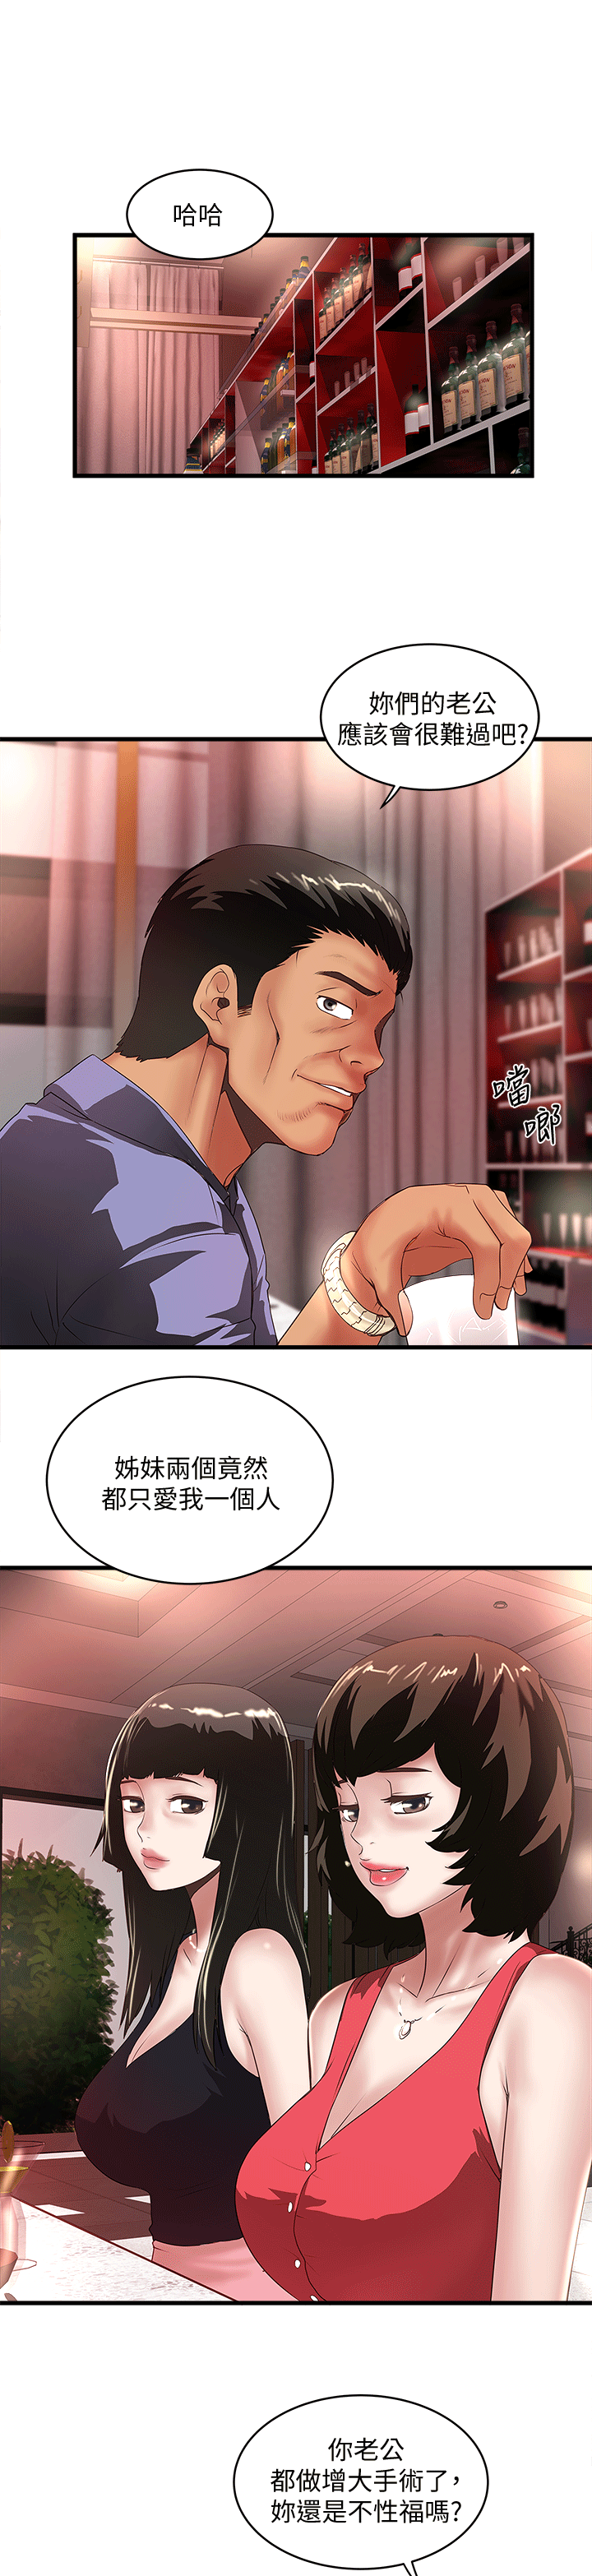 哈哈
妳們的老公
應該會很難過吧?
噹
啷
姊妹兩個竟然
都只愛我一個人
你老公
都做增大手術了,
妳還是不性福嗎?